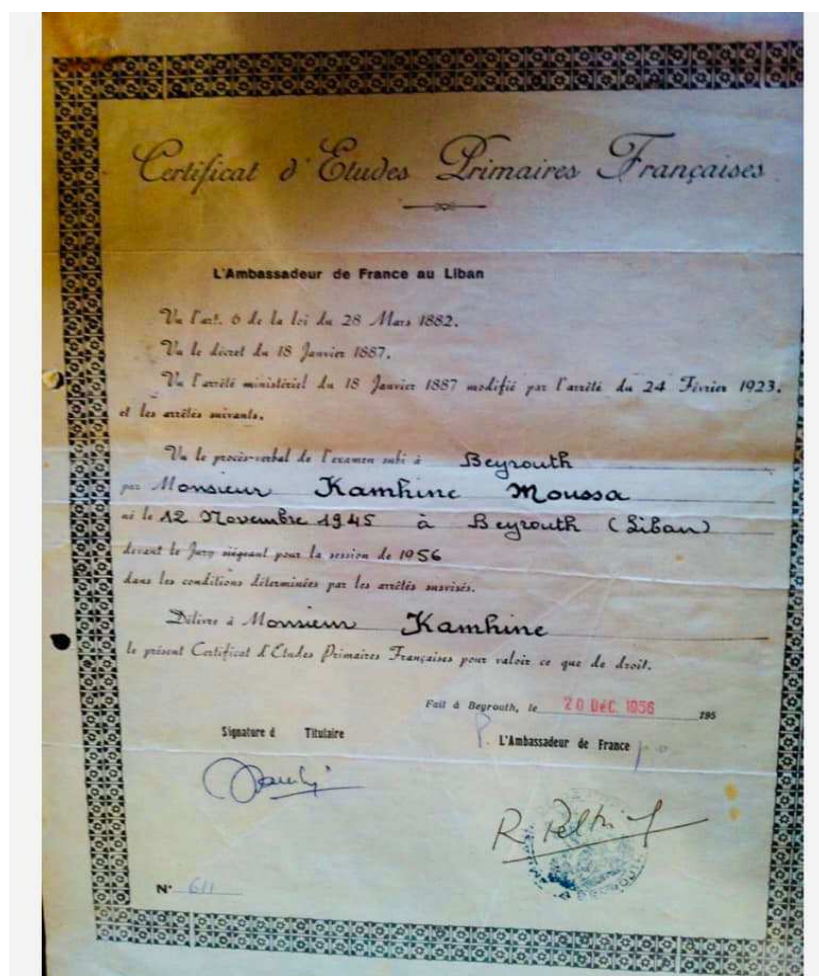 Certificat d'Etudes Primaires Françaises
L'Ambassadeur de France au Liban
Vu l'art. 6 de la loi du 28 Mars 1882.
Vu le décret du 18 Janvier 1887.
Vu l'arrêté ministériel du 18 Janvier 1887 modifié par l'arrêté du 24 Février 1923.
et les arrêtés suivants.
Vu le procès-verbal de l'examen subi à Beyrouth
par Monsieur Kamhine Moussa
né le 12 Novembre 1945 à Beyrouth (Liban)
devant le Jury siégeant pour la session de 1956
dans les conditions déterminées par les arrêtés susvisés.
Délivre à Monsieur Kamhine
le présent Certificat d'Etudes Primaires Françaises pour valoir ce que de droit.
Fait à Beyrouth, le 20 DÉC. 1956 195
Signature d Titulaire
P. L'Ambassadeur de France
N° 611